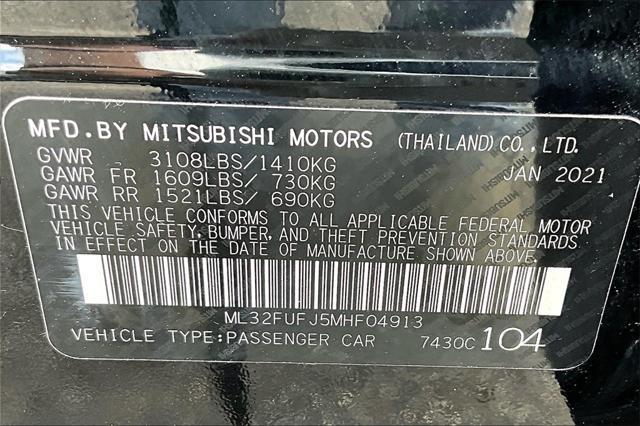 MFD.BY MITSUBISHI MOTORS (THAILAND)CO.,LTD.
GVWR 3108LBS/1410KG JAN 2021
GAWR FR 1609LBS/ 730KG
GAWR RR 1521LBS/ 690KG
THIS VEHICLE CONFORMS TO ALL APPLICABLE FEDERAL MOTOR
VEHICLE SAFETY, BUMPER, AND THEFT PREVENTION STANDARDS
IN EFFECT ON THE DATE OF MANUFACTURE SHOWN ABOVE.
ML32FUFJ5MHF04913
VEHICLE TYPE:PASSENGER CAR 7430C 104